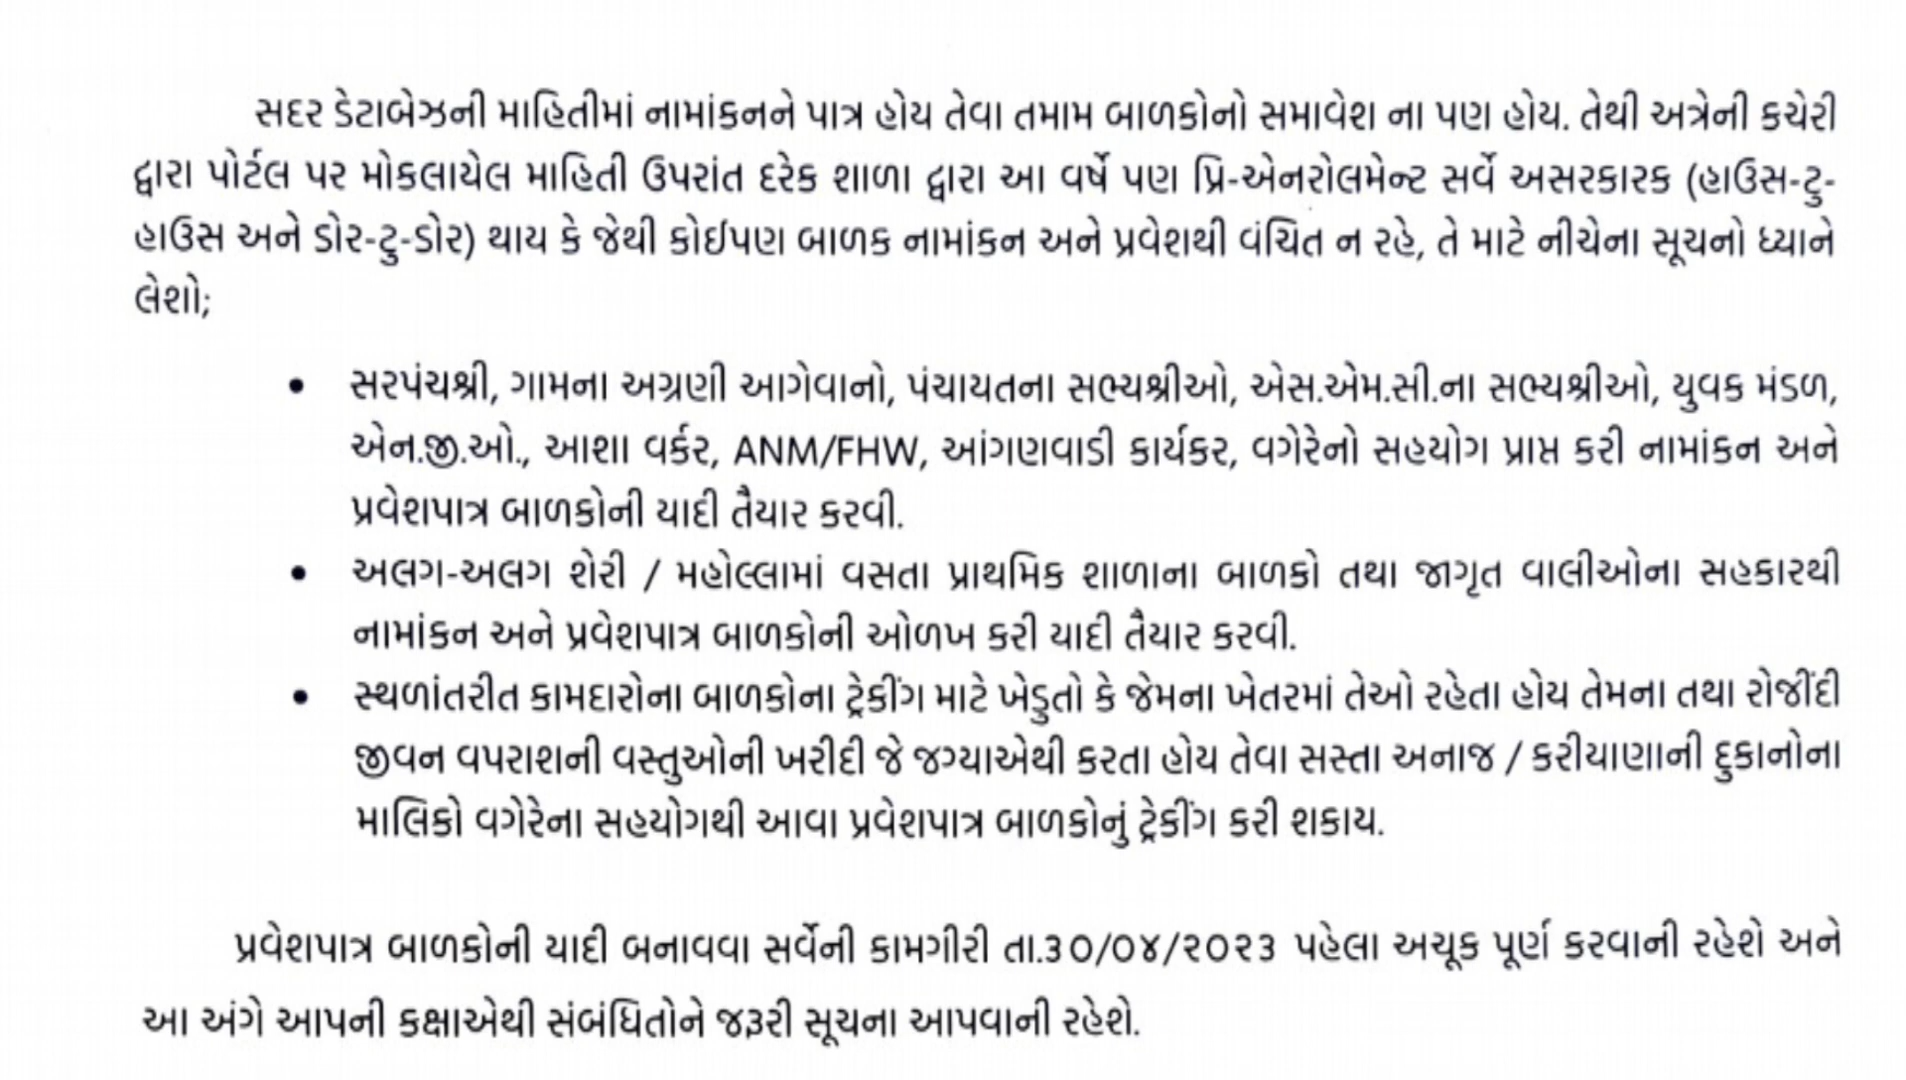 સદર ડેટાબેઝની માહિતીમાં નામાંકનને પાત્ર હોય તેવા તમામ બાળકોનો સમાવેશ ના પણ હોય. તેથી અત્રેની કચેરી
દ્વારા પોર્ટલ પર મોકલાયેલ માહિતી ઉપરાંત દરેક શાળા દ્વારા આ વર્ષે પણ પ્રિ-એનરોલમેન્ટ સર્વે અસરકારક (હાઉસ-ટુ-
હાઉસ અને ડોર-ટુ-ડોર) થાય કે જેથી કોઈપણ બાળક નામાંકન અને પ્રવેશથી વંચિત ન રહે, તે માટે નીચેના સૂચનો ધ્યાને
લેશો;
• સરપંચશ્રી, ગામના અગ્રણી આગેવાનો, પંચાયતના સભ્યશ્રીઓ, એસ.એમ.સી.ના સભ્યશ્રીઓ, યુવક મંડળ,
એન.જી.ઓ., આશા વર્કર, ANM/FHW, આંગણવાડી કાર્યકર, વગેરેનો સહયોગ પ્રાપ્ત કરી નામાંકન અને
પ્રવેશપાત્ર બાળકોની યાદી તૈયાર કરવી.
• અલગ-અલગ શેરી / મહોલ્લામાં વસતા પ્રાથમિક શાળાના બાળકો તથા જાગૃત વાલીઓના સહકારથી
નામાંકન અને પ્રવેશપાત્ર બાળકોની ઓળખ કરી યાદી તૈયાર કરવી.
• સ્થળાંતરીત કામદારોના બાળકોના ટ્રેકીંગ માટે ખેડુતો કે જેમના ખેતરમાં તેઓ રહેતા હોય તેમના તથા રોજીંદી
જીવન વપરાશની વસ્તુઓની ખરીદી જે જગ્યાએથી કરતા હોય તેવા સસ્તા અનાજ / કરીયાણાની દુકાનોના
માલિકો વગેરેના સહયોગથી આવા પ્રવેશપાત્ર બાળકોનું ટ્રેકીંગ કરી શકાય.
પ્રવેશપાત્ર બાળકોની યાદી બનાવવા સર્વેની કામગીરી તા.૩૦/૦૪/૨૦૨૩ પહેલા અચૂક પૂર્ણ કરવાની રહેશે અને
આ અંગે આપની કક્ષાએથી સંબંધિતોને જરૂરી સૂચના આપવાની રહેશે.